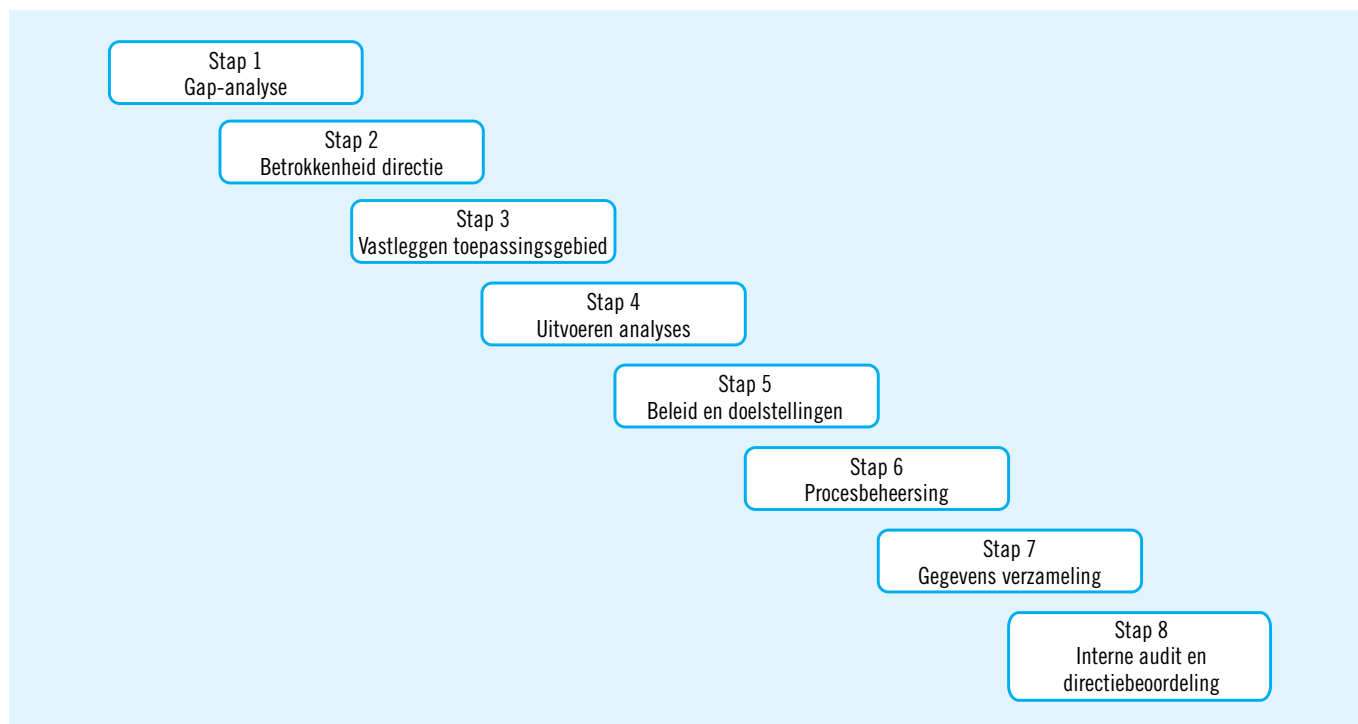 Stap 1
Gap-analyse
Stap 2
Betrokkenheid directie
Stap 3
Vastleggen toepassingsgebied
Stap 4
Uitvoeren analyses
Stap 5
Beleid en doelstellingen
Stap 6
Procesbeheersing
Stap 7
Gegevens verzameling
Stap 8
Interne audit en
directiebeoordeling